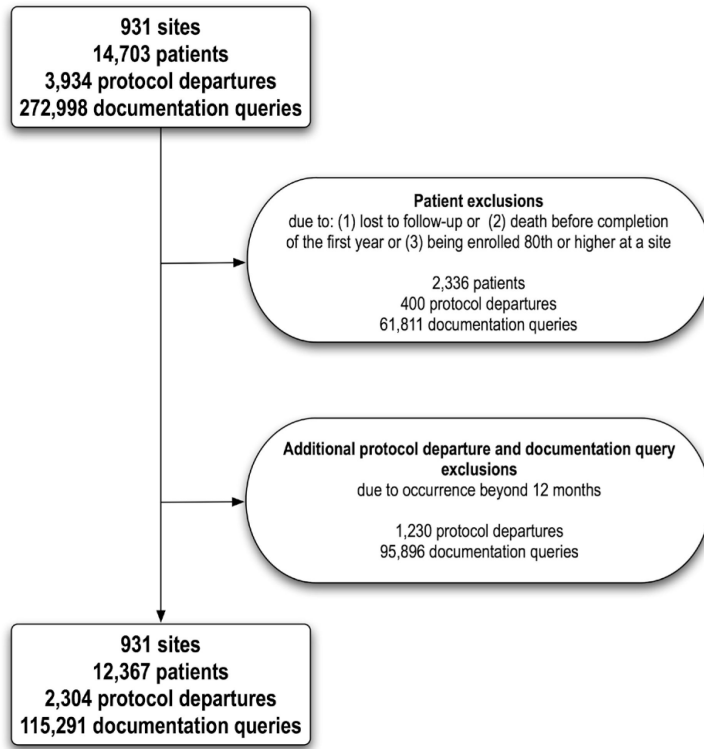 931 sites
14,703 patients
3,934 protocol departures
272,998 documentation queries
Patient exclusions
due to: (1) lost to follow-up or (2) death before completion
of the first year or (3) being enrolled 80th or higher at a site
2,336 patients
400 protocol departures
61,811 documentation queries
Additional protocol departure and documentation query
exclusions
due to occurrence beyond 12 months
1,230 protocol departures
95,896 documentation queries
931 sites
12,367 patients
2,304 protocol departures
115,291 documentation queries